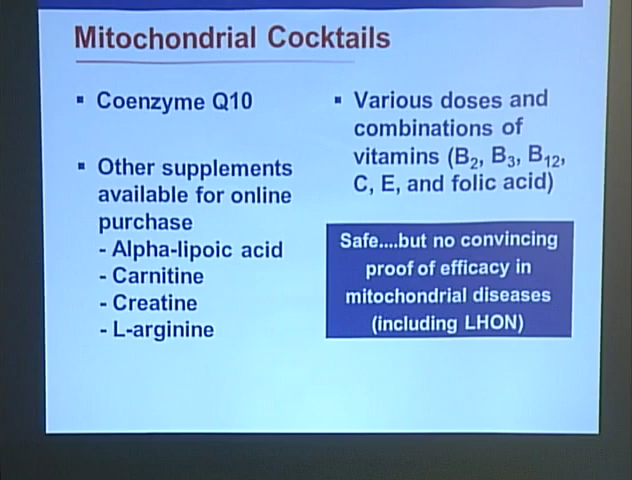 Mitochondrial Cocktails
▪ Coenzyme Q10
▪ Other supplements
available for online
purchase
- Alpha-lipoic acid
- Carnitine
- Creatine
- L-arginine
▪ Various doses and
combinations of
vitamins (B₂, B₃, B₁₂,
C, E, and folic acid)
Safe....but no convincing
proof of efficacy in
mitochondrial diseases
(including LHON)